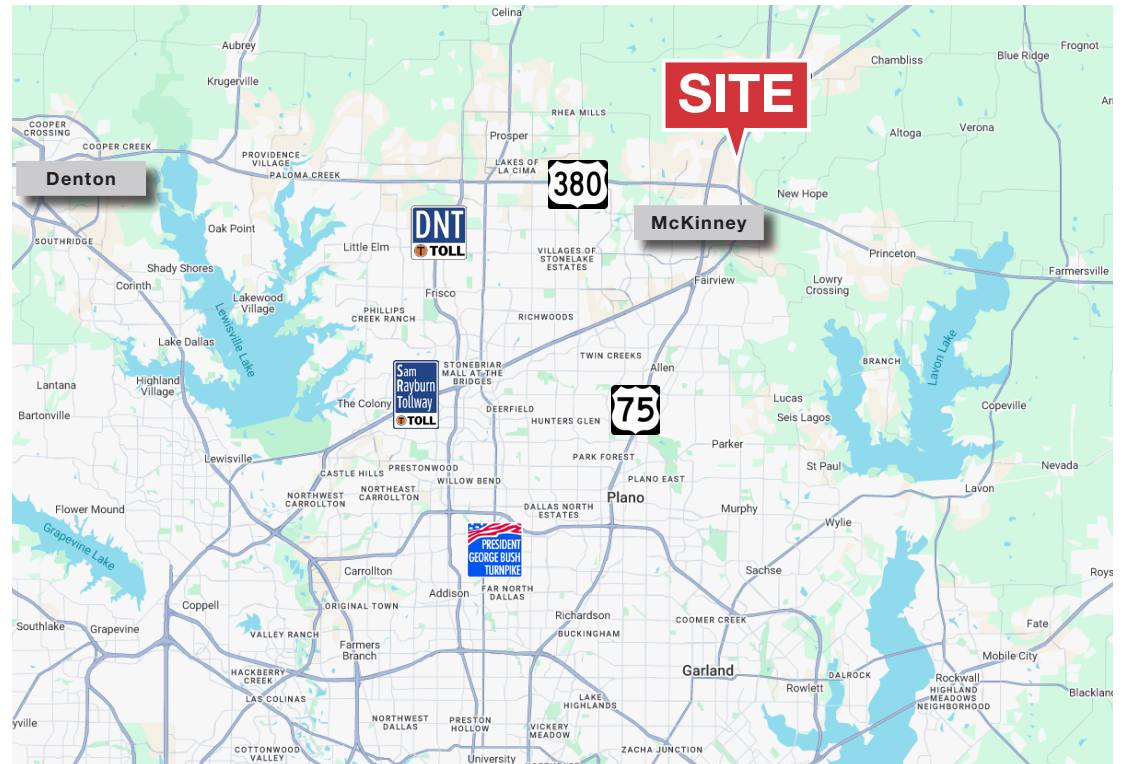 Celina
Frognot
Aubrey
Blue Ridge
Chambliss
Krugerville
SITE
RHEA MILLS
COOPER
CROSSING
Prosper
Altoga
Verona
COOPER CREEK
PROVIDENCE
VILLAGE
LAKES OF
LA CIMA
PALOMA CREEK
Denton
380
New Hope
McKinney
DNT
TOLL
Oak Point
SOUTHRIDGE
Little Elm
VILLAGES OF
STONELAKE
ESTATES
Princeton
Shady Shores
Farmersville
Corinth
Fairview
Lowry
Crossing
Lakewood
Village
Frisco
PHILLIPS
CREEK RANCH
RICHWOODS
Lewisville Lake
Lake Dallas
TWIN CREEKS
BRANCH
Lavon Lake
STONEBRIAR
MALL AT THE
BRIDGES
Allen
Sam
Rayburn
Tollway
TOLL
Lantana
Highland
Village
The Colony
75
Lucas
Copeville
Bartonville
DEERFIELD
HUNTERS GLEN
Seis Lagos
Parker
Lewisville
PARK FOREST
St Paul
Nevada
CASTLE HILLS
PRESTONWOOD
WILLOW BEND
PLANO EAST
NORTHWEST
CARROLLTON
NORTHEAST
CARROLLTON
Plano
Lavon
Flower Mound
DALLAS NORTH
ESTATES
Murphy
Wylie
Grapevine Lake
PRESIDENT
GEORGE BUSH
TURNPIKE
Carrollton
Sachse
Addison
FAR NORTH
DALLAS
Coppell
ORIGINAL TOWN
Richardson
COOMER CREEK
Southlake
Grapevine
VALLEY RANCH
BUCKINGHAM
Fate
Farmers
Branch
Mobile City
HACKBERRY
CREEK
Garland
DALROCK
Rockwall
Rowlett
HIGHLAND
MEADOWS
NEIGHBORHOOD
LAS COLINAS
LAKE
HIGHLANDS
NORTHWEST
DALLAS
PRESTON
HOLLOW
VICKERY
MEADOW
COTTONWOOD
VALLEY
ZACHA JUNCTION
University